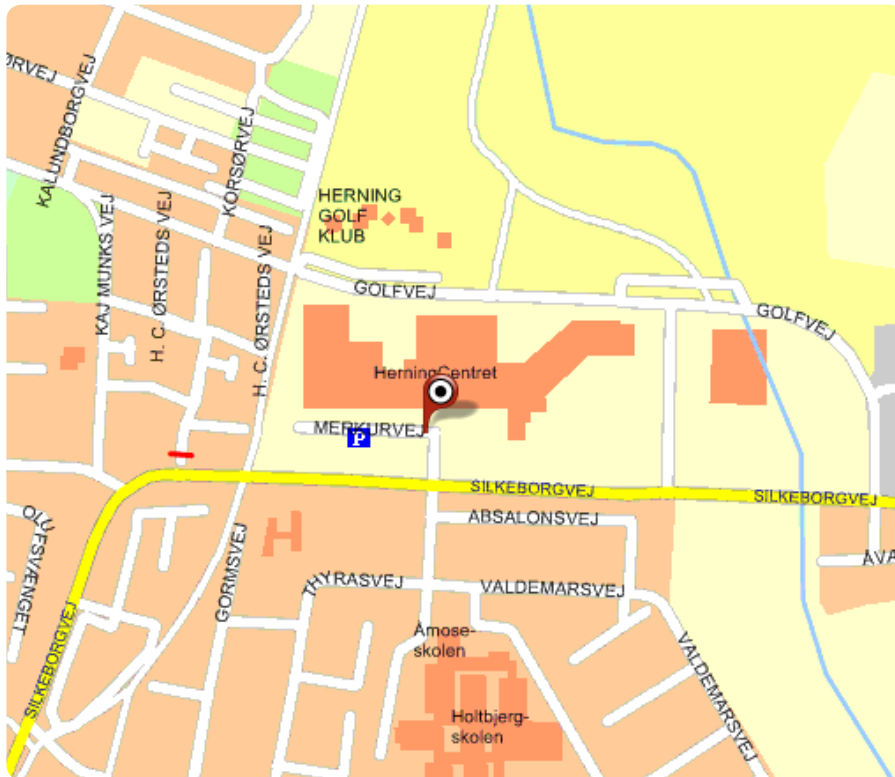 ØRVEJ
KALUNDBORGVEJ
KORSØRVEJ
HERNING
GOLF
KLUB
KAJ MUNKS VEJ
H. C. ØRSTEDS VEJ
H. C. ØRSTEDS VEJ
GOLFVEJ
GOLFVEJ
HerningCentret
MERKURVEJ
P
SILKEBORGVEJ
SILKEBORGVEJ
ABSALONSVEJ
OLUFSVÆNGET
GORMSVEJ
THYRASVEJ
VALDEMARSVEJ
AVA
Åmose-
skolen
SILKEBORGVEJ
VALDEMARSVEJ
Holtbjerg-
skolen